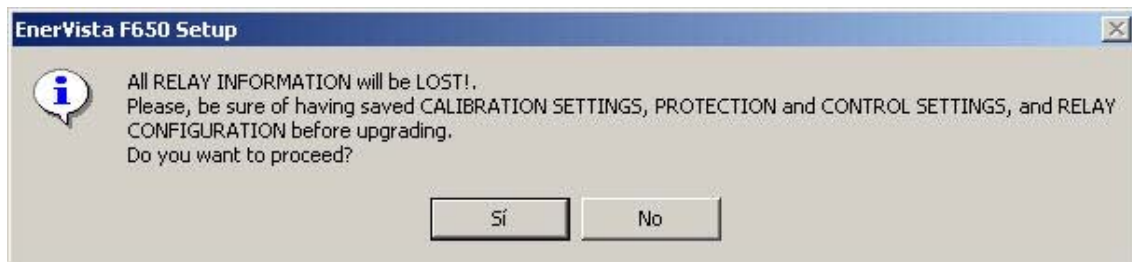 EnerVista F650 Setup
All RELAY INFORMATION will be LOST!.
Please, be sure of having saved CALIBRATION SETTINGS, PROTECTION and CONTROL SETTINGS, and RELAY
CONFIGURATION before upgrading.
Do you want to proceed?
Sí
No